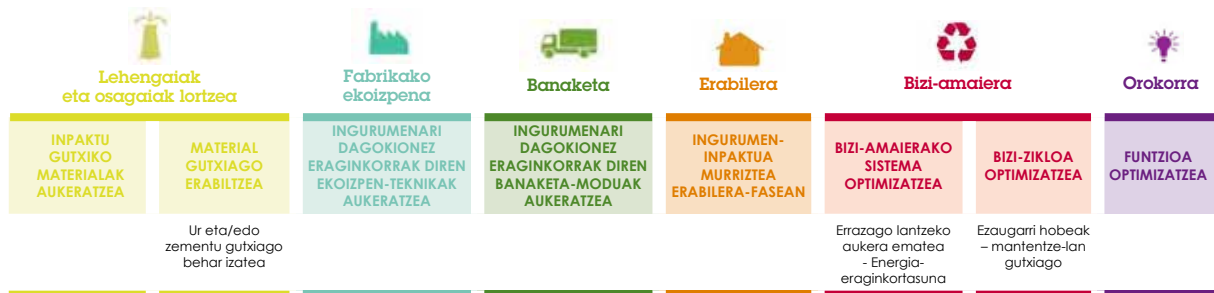 Lehengaiak
eta osagaiak lortzea
Fabrikako
ekoizpena
Banaketa
Erabilera
Bizi-amaiera
Orokorra
INPAKTU
GUTXIKO
MATERIALAK
AUKERATZEA
MATERIAL
GUTXIAGO
ERABILTZEA
INGURUMENARI
DAGOKIONEZ
ERAGINKORRAK DIREN
EKOIZPEN-TEKNIKAK
AUKERATZEA
INGURUMENARI
DAGOKIONEZ
ERAGINKORRAK DIREN
BANAKETA-MODUAK
AUKERATZEA
INGURUMEN-
INPAKTUA
MURRIZTEA
ERABILERA-FASEAN
BIZI-AMAIERAKO
SISTEMA
OPTIMIZATZEA
BIZI-ZIKLOA
OPTIMIZATZEA
FUNTZIOA
OPTIMIZATZEA
Ur eta/edo
zementu gutxiago
behar izatea
Errazago lantzeko
aukera ematea
- Energia-
eraginkortasuna
Ezaugarri hobeak
– mantentze-lan
gutxiago